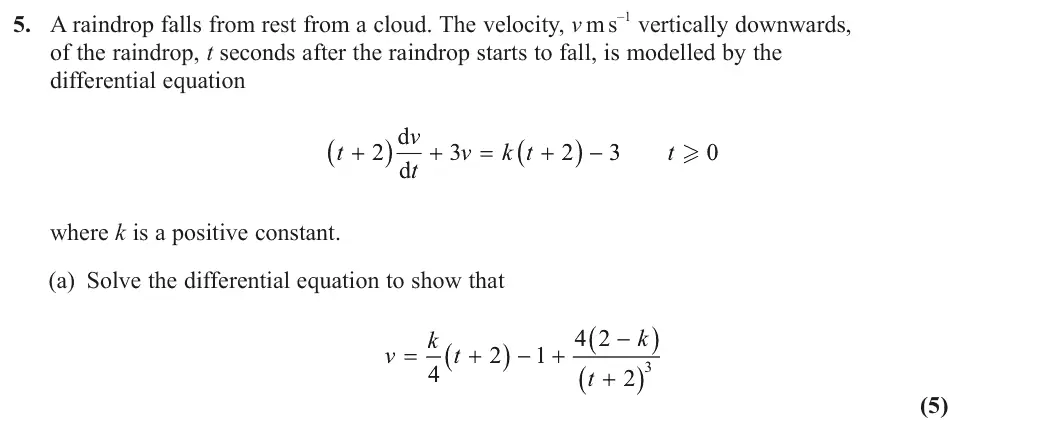 5. A raindrop falls from rest from a cloud. The velocity, v m s⁻¹ vertically downwards,
of the raindrop, t seconds after the raindrop starts to fall, is modelled by the
differential equation
(t + 2) dv/dt + 3v = k(t + 2) − 3 t ⩾ 0
where k is a positive constant.
(a) Solve the differential equation to show that
v = k/4 (t + 2) − 1 + 4(2 − k)/(t + 2)³
(5)